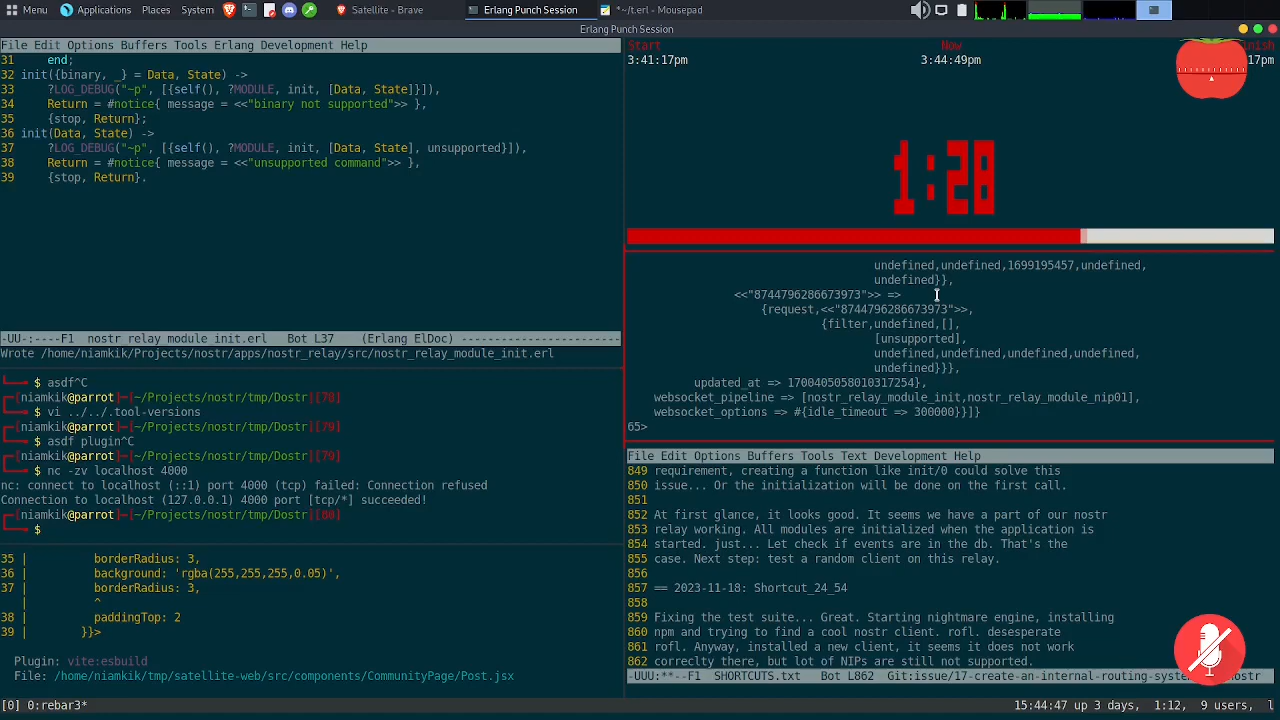 Menu Niamkik Places System Satellite - Brave Erlang Punch Session *~/t.erl - Mousepad
Erlang Punch Session
File Edit Options Buffers Tools Erlang Development Help
31     end;
32 init({binary, _} = Data, State) ->
33     ?LOG_DEBUG("~p", [{self(), ?MODULE, init, [Data, State]}]),
34     Return = #notice{ message = <<"binary not supported">> },
35     {stop, Return};
36 init(Data, State) ->
37     ?LOG_DEBUG("~p", [{self(), ?MODULE, init, [Data, State], unsupported}]),
38     Return = #notice{ message = <<"unsupported command">> },
39     {stop, Return}.
-UU-:----F1  nostr_relay_module_init.erl   Bot L37    (Erlang ElDoc) --------------------
Wrote /home/niamkik/Projects/nostr/apps/nostr_relay/src/nostr_relay_module_init.erl
$ asdf^C
[niamkik@parrot]─[~/Projects/nostr/tmp/Dostr][70]
$ vi ../../.tool-versions
[niamkik@parrot]─[~/Projects/nostr/tmp/Dostr][79]
$ asdf plugin^C
[niamkik@parrot]─[~/Projects/nostr/tmp/Dostr][79]
$ nc -zv localhost 4000
nc: connect to localhost (::1) port 4000 (tcp) failed: Connection refused
Connection to localhost (127.0.0.1) 4000 port [tcp/*] succeeded!
[niamkik@parrot]─[~/Projects/nostr/tmp/Dostr][80]
$
35 |         borderRadius: 3,
36 |         background: 'rgba(255,255,255,0.05)',
37 |         borderRadius: 3,
|         ^
38 |         paddingTop: 2
39 |       }}>
Plugin: vite:esbuild
File: /home/niamkik/tmp/satellite-web/src/components/CommunityPage/Post.jsx
Start Now inish
3:41:17pm 3:44:49pm 17pm
1:28
undefined,undefined,1699195457,undefined,
undefined}},
<<"8744796286673973">> =>
{request,<<"8744796286673973">>,
{filter,undefined,[],
[unsupported],
undefined,undefined,undefined,undefined,
undefined}}},
updated_at => 1700405058010317254},
websocket_pipeline => [nostr_relay_module_init,nostr_relay_module_nip01],
websocket_options => #{idle_timeout => 300000}}]}
65>
File Edit Options Buffers Tools Text Development Help
849 requirement, creating a function like init/0 could solve this
850 issue... Or the initialization will be done on the first call.
851
852 At first glance, it looks good. It seems we have a part of our nostr
853 relay working. All modules are initialized when the application is
854 started. just... Let check if events are in the db. That's the
855 case. Next step: test a random client on this relay.
856
857 == 2023-11-18: Shortcut_24_54
858
859 Fixing the test suite... Great. Starting nightmare engine, installing
860 npm and trying to find a cool nostr client. rofl. desesperate
861 rofl. Anyway, installed a new client, it seems it does not work
862 correclty there, but lot of NIPs are still not supported.
-UUU:**--F1  SHORTCUTS.txt   Bot L862   Git:issue/17-create-an-internal-routing-syste ostr
[0] 0:rebar3* 15:44:47 up 3 days,  1:12, 9 users, l